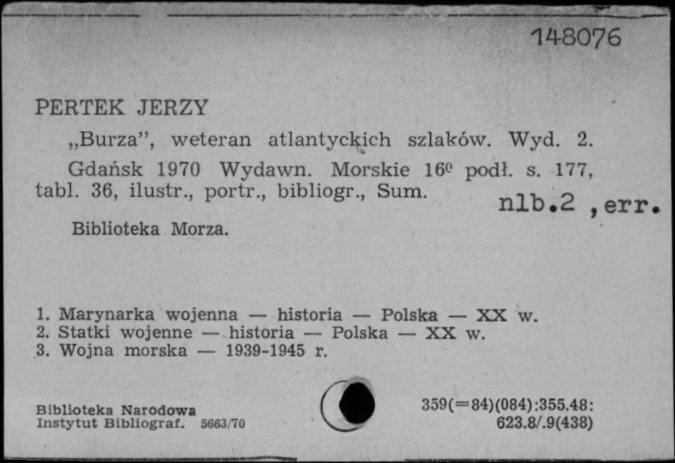 148076
PERTEK JERZY
„Burza”, weteran atlantyckich szlaków. Wyd. 2.
Gdańsk 1970 Wydawn. Morskie 16⁰ podł. s. 177,
tabl. 36, ilustr., portr., bibliogr., Sum.
nlb.2 ,err.
Biblioteka Morza.
1. Marynarka wojenna — historia — Polska — XX w.
2. Statki wojenne — historia — Polska — XX w.
3. Wojna morska — 1939-1945 r.
Biblioteka Narodowa
Instytut Bibliograf. 5663/70
359(=84)(084):355.48:
623.8/.9(438)